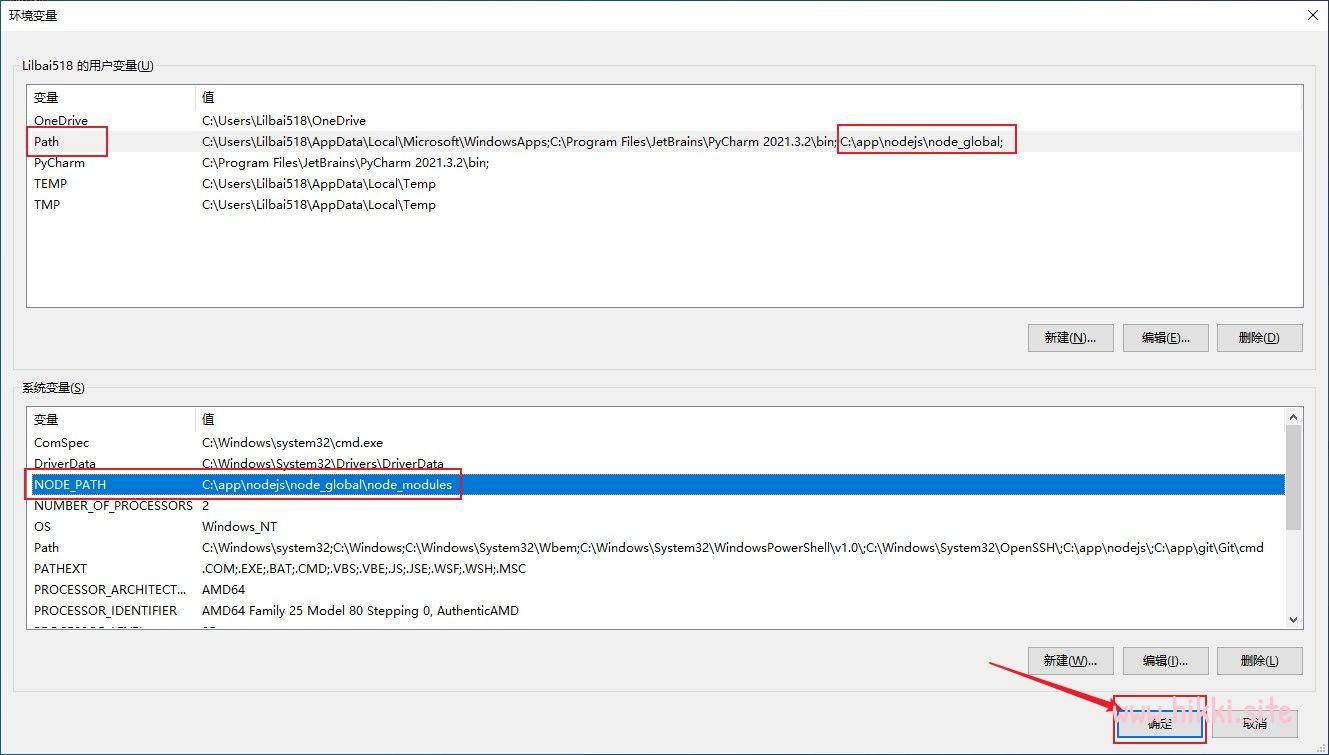 环境变量
Lilbai518 的用户变量(U)
变量 值
OneDrive C:\Users\Lilbai518\OneDrive
Path C:\Users\Lilbai518\AppData\Local\Microsoft\WindowsApps;C:\Program Files\JetBrains\PyCharm 2021.3.2\bin;C:\app\nodejs\node_global;
PyCharm C:\Program Files\JetBrains\PyCharm 2021.3.2\bin;
TEMP C:\Users\Lilbai518\AppData\Local\Temp
TMP C:\Users\Lilbai518\AppData\Local\Temp
新建(N)... 编辑(E)... 删除(D)
系统变量(S)
变量 值
ComSpec C:\Windows\system32\cmd.exe
DriverData C:\Windows\System32\Drivers\DriverData
NODE_PATH C:\app\nodejs\node_global\node_modules
NUMBER_OF_PROCESSORS 2
OS Windows_NT
Path C:\Windows\system32;C:\Windows;C:\Windows\System32\Wbem;C:\Windows\System32\WindowsPowerShell\v1.0\;C:\Windows\System32\OpenSSH\;C:\app\nodejs\;C:\app\git\Git\cmd
PATHEXT .COM;.EXE;.BAT;.CMD;.VBS;.VBE;.JS;.JSE;.WSF;.WSH;.MSC
PROCESSOR_ARCHITECT... AMD64
PROCESSOR_IDENTIFIER AMD64 Family 25 Model 80 Stepping 0, AuthenticAMD
新建(W)... 编辑(I)... 删除(L)
www.hikki.site
确定 取消